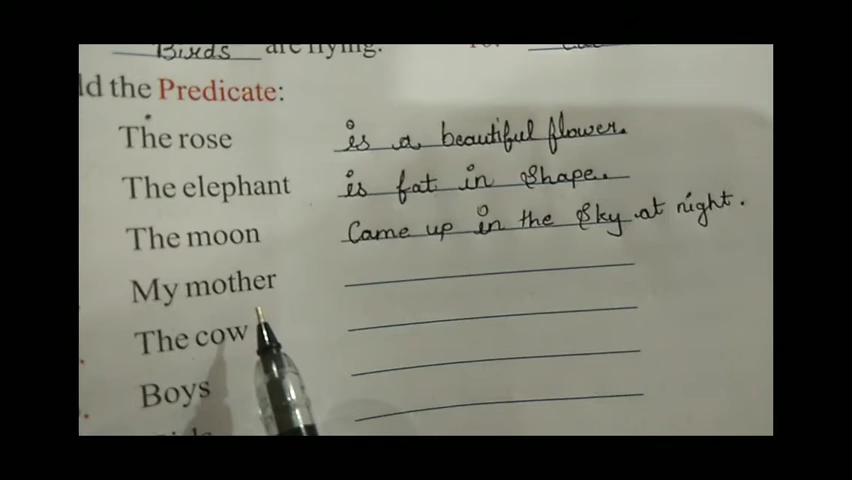 Birds are flying.
ld the Predicate:
The rose is a beautiful flower.
The elephant is fat in Shape.
The moon Came up in the Sky at night.
My mother
The cow
Boys